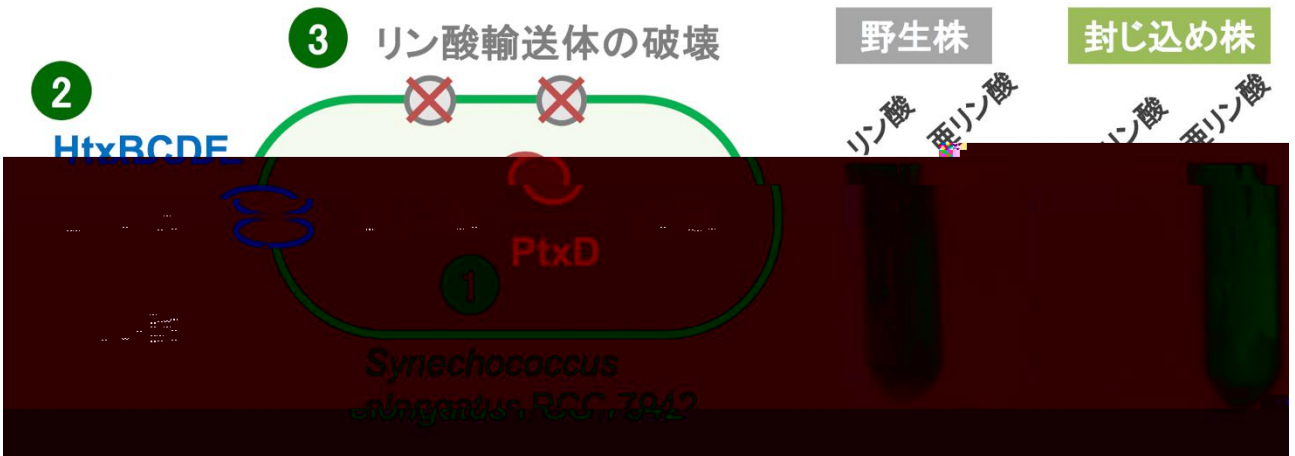 3 リン酸輸送体の破壊
2
HtxBCDE
PtxD
1
Synechococcus
elongatus PCC 7942
野生株
リン酸 亜リン酸
封じ込め株
リン酸 亜リン酸